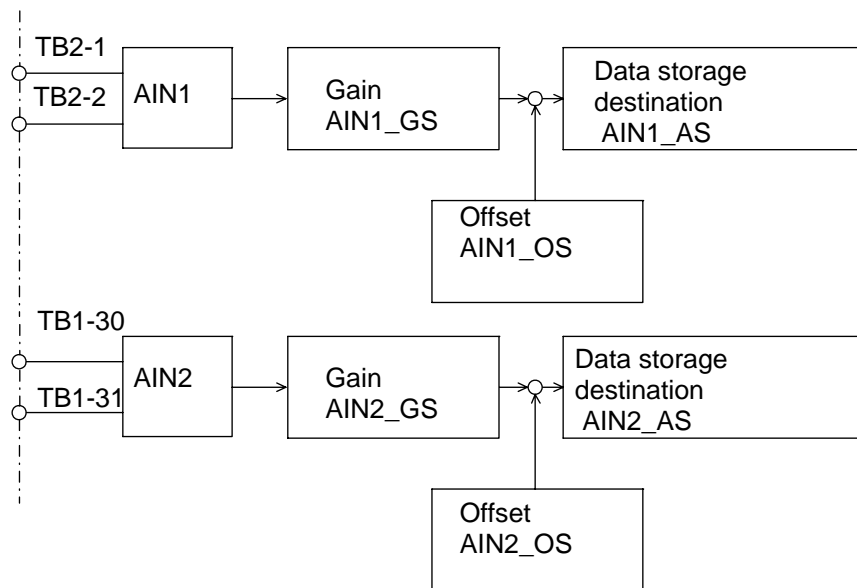 TB2-1
TB2-2
AIN1
Gain
AIN1_GS
Data storage
destination
AIN1_AS
Offset
AIN1_OS
TB1-30
TB1-31
AIN2
Gain
AIN2_GS
Data storage
destination
AIN2_AS
Offset
AIN2_OS